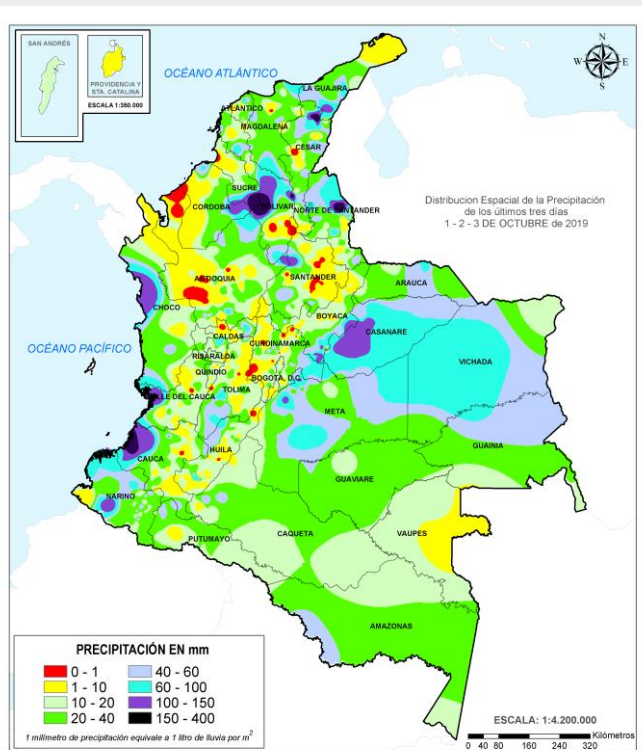 SAN ANDRÉS
PROVIDENCIA Y
STA. CATALINA
ESCALA 1:350.000
N
W
E
S
OCÉANO ATLÁNTICO
LA GUAJIRA
ATLÁNTICO
MAGDALENA
CESAR
SUCRE
CORDOBA
BOLIVAR
NORTE DE SANTANDER
Distribucion Espacial de la Precipitación
de los últimos tres días
1 - 2 - 3 DE OCTUBRE de 2019
ANTIOQUIA
SANTANDER
ARAUCA
CHOCO
BOYACA
CASANARE
OCÉANO PACÍFICO
CALDAS
CUNDINAMARCA
VICHADA
RISARALDA
QUINDIO
BOGOTA, D.C.
TOLIMA
VALLE DEL CAUCA
META
GUAINIA
CAUCA
HUILA
GUAVIARE
NARIÑO
VAUPES
CAQUETA
PUTUMAYO
AMAZONAS
PRECIPITACIÓN EN mm
0 - 1
40 - 60
1 - 10
60 - 100
10 - 20
100 - 150
20 - 40
150 - 400
1 milimetro de precipitación equivale a 1 litro de lluvia por m²
ESCALA: 1:4.200.000
Kilómetros
0 40 80 160 240 320